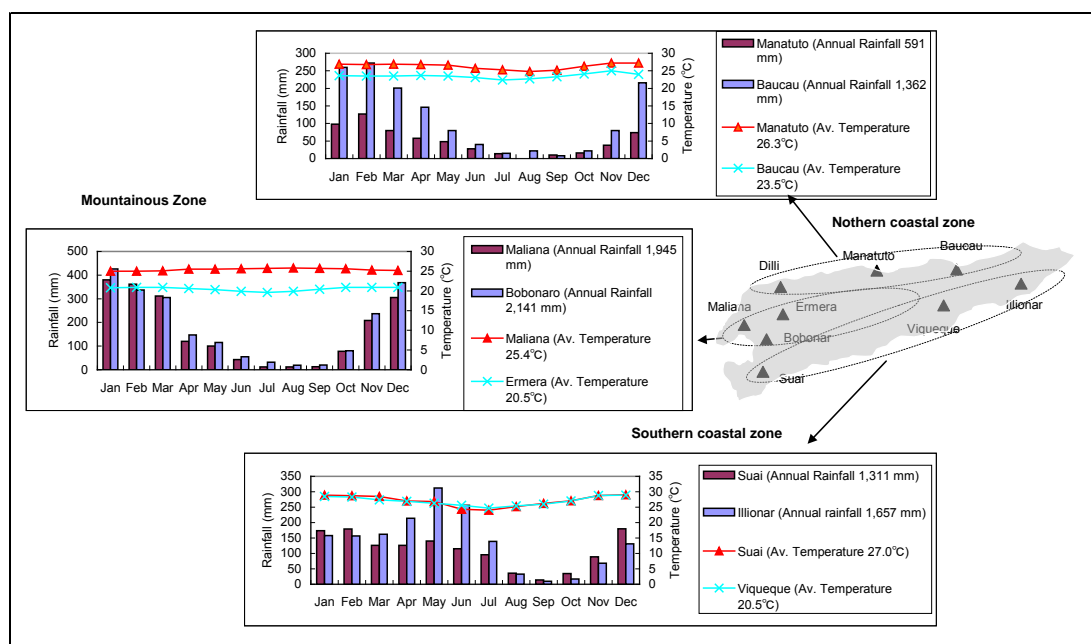 300
250
200
150
100
50
0
Rainfall (mm)
Jan Feb Mar Apr May Jun Jul Aug Sep Oct Nov Dec
30
25
20
15
10
5
0
Temperature (°C)
Manatuto (Annual Rainfall 591
mm)
Baucau (Annual Rainfall 1,362
mm)
Manatuto (Av. Temperature
26.3°C)
Baucau (Av. Temperature
23.5°C)
Mountainous Zone
500
400
300
200
100
0
Rainfall (mm)
Jan Feb Mar Apr May Jun Jul Aug Sep Oct Nov Dec
30
25
20
15
10
5
0
Temperature (°C)
Maliana (Annual Rainfall 1,945
mm)
Bobonaro (Annual Rainfall
2,141 mm)
Maliana (Av. Temperature
25.4°C)
Ermera (Av. Temperature
20.5°C)
Nothern coastal zone
Baucau
Manatuto
Dilli
Illionar
Maliana
Ermera
Viqueque
Bobonar
Suai
Southern coastal zone
350
300
250
200
150
100
50
0
Rainfall (mm)
Jan Feb Mar Apr May Jun Jul Aug Sep Oct Nov Dec
35
30
25
20
15
10
5
0
Temperature (°C)
Suai (Annual Rainfall 1,311 mm)
Illionar (Annual rainfall 1,657 mm)
Suai (Av. Temperature 27.0°C)
Viqueque (Av. Temperature
20.5°C)